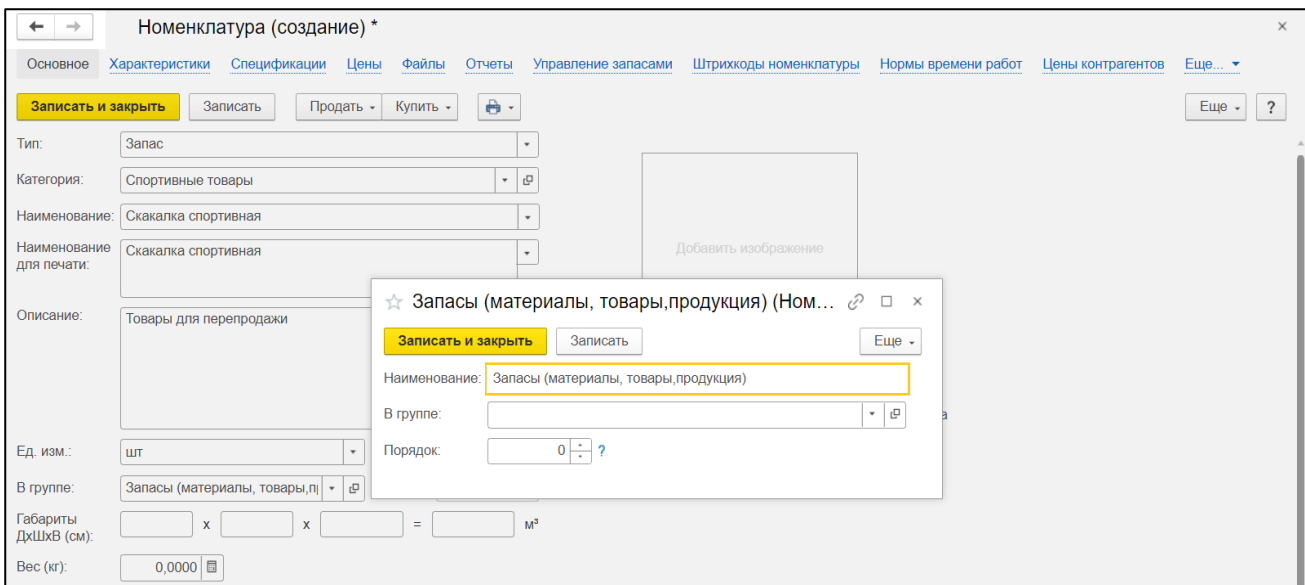 Номенклатура (создание) *
Основное Характеристики Спецификации Цены Файлы Отчеты Управление запасами Штрихкоды номенклатуры Нормы времени работ Цены контрагентов Еще...
Записать и закрыть Записать Продать Купить Еще ?
Тип: Запас
Категория: Спортивные товары
Наименование: Скакалка спортивная
Наименование для печати: Скакалка спортивная
Добавить изображение
Описание: Товары для перепродажи
Запасы (материалы, товары,продукция) (Ном...
Записать и закрыть Записать Еще
Наименование: Запасы (материалы, товары,продукция)
В группе:
а
Порядок: 0 ?
Ед. изм.: шт
В группе: Запасы (материалы, товары,п
Габариты ДхШхВ (см): х х = м³
Вес (кг): 0,0000